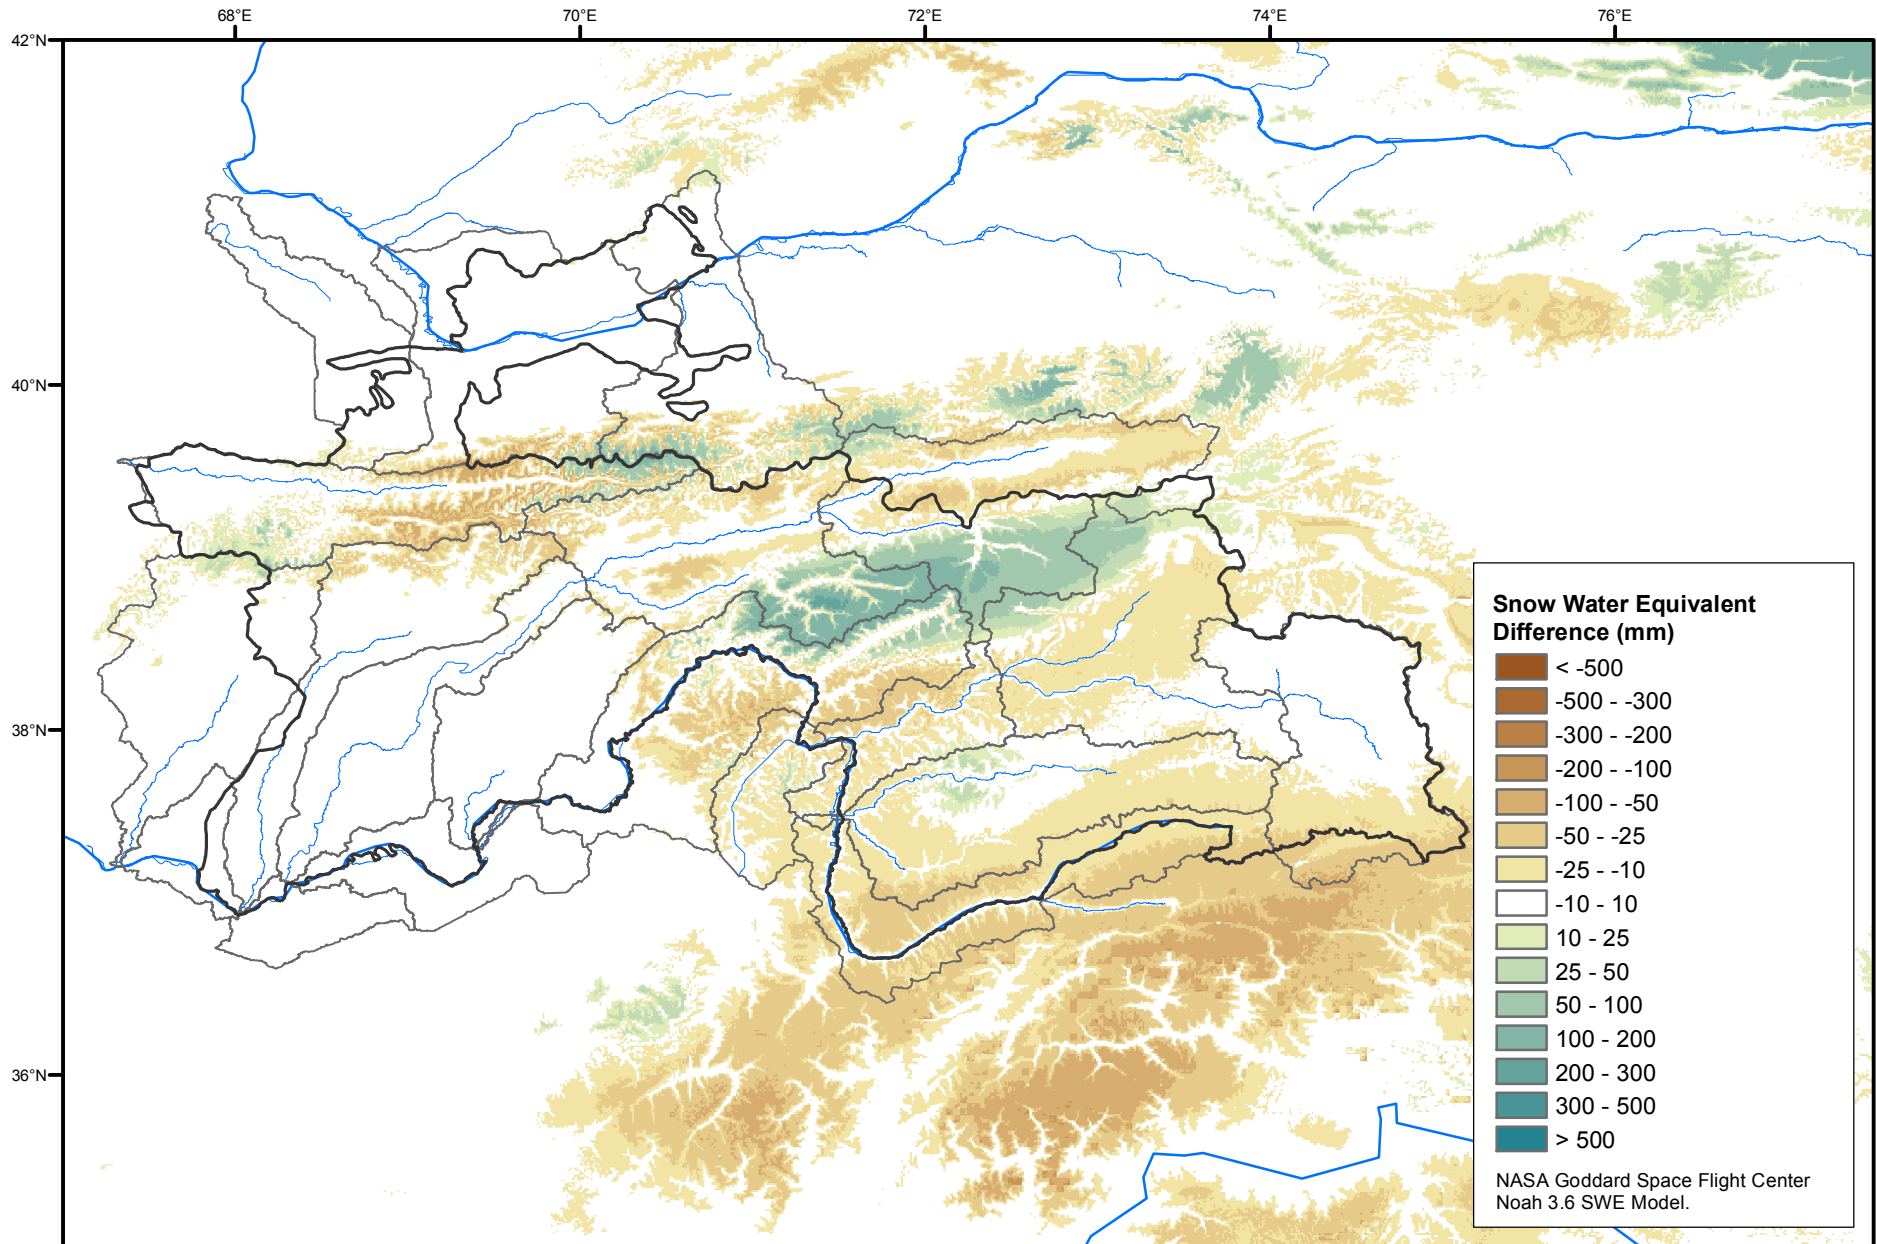 68°E
70°E
72°E
74°E
76°E
42°N
40°N
38°N
36°N
Snow Water Equivalent
Difference (mm)
< -500
-500 - -300
-300 - -200
-200 - -100
-100 - -50
-50 - -25
-25 - -10
-10 - 10
10 - 25
25 - 50
50 - 100
100 - 200
200 - 300
300 - 500
> 500
NASA Goddard Space Flight Center
Noah 3.6 SWE Model.